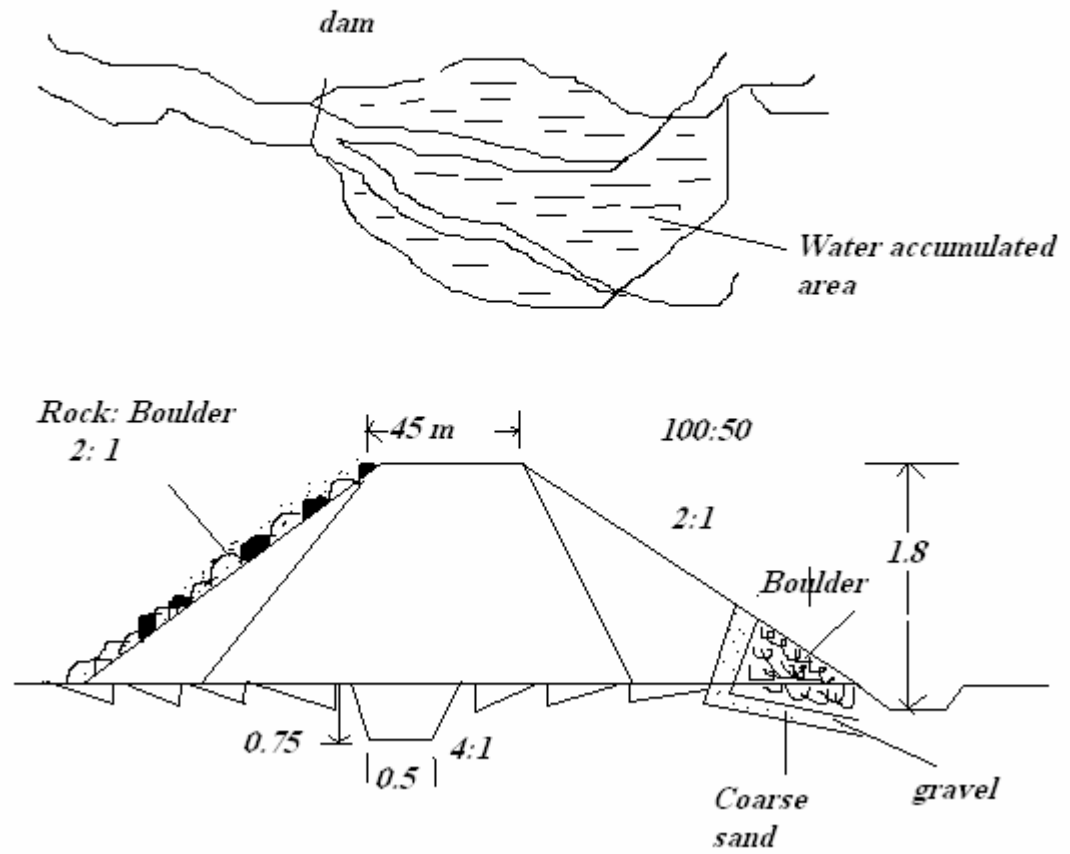 dam
Water accumulated
area
Rock: Boulder
2: 1
45 m
100:50
2:1
1.8
Boulder
0.75
4:1
0.5
Coarse
sand
gravel